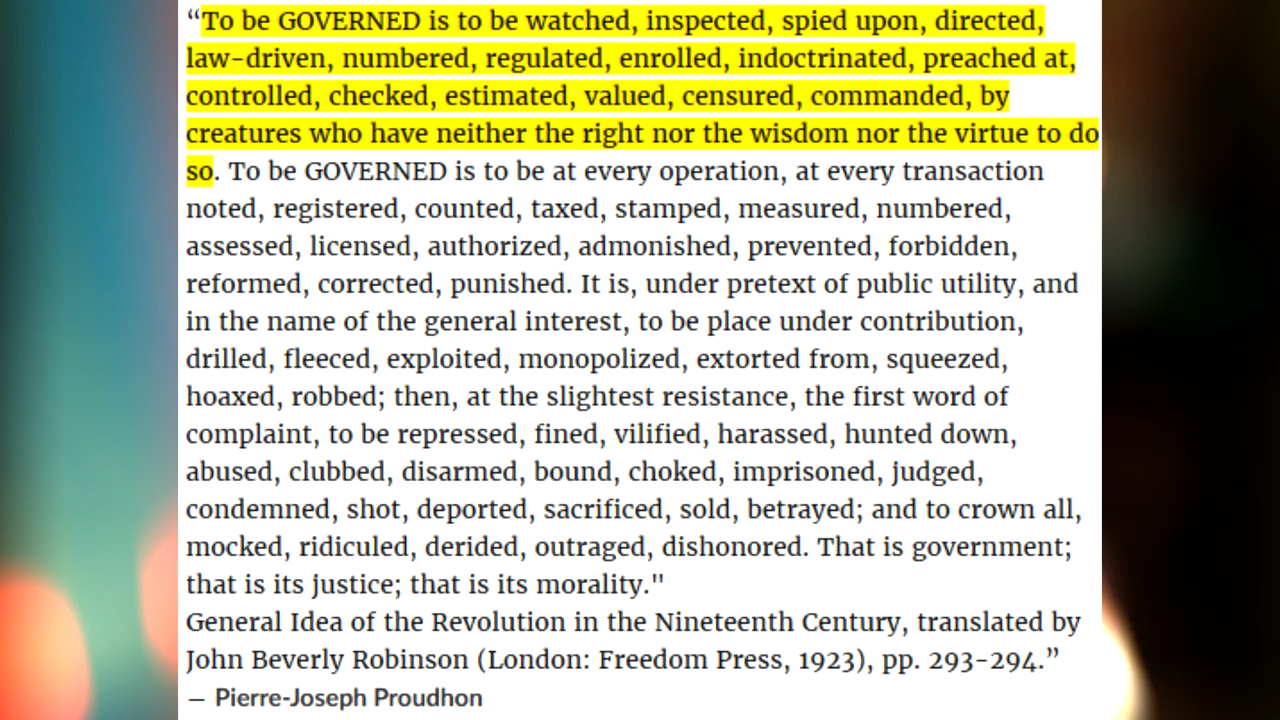 “To be GOVERNED is to be watched, inspected, spied upon, directed,
law-driven, numbered, regulated, enrolled, indoctrinated, preached at,
controlled, checked, estimated, valued, censured, commanded, by
creatures who have neither the right nor the wisdom nor the virtue to do
so. To be GOVERNED is to be at every operation, at every transaction
noted, registered, counted, taxed, stamped, measured, numbered,
assessed, licensed, authorized, admonished, prevented, forbidden,
reformed, corrected, punished. It is, under pretext of public utility, and
in the name of the general interest, to be place under contribution,
drilled, fleeced, exploited, monopolized, extorted from, squeezed,
hoaxed, robbed; then, at the slightest resistance, the first word of
complaint, to be repressed, fined, vilified, harassed, hunted down,
abused, clubbed, disarmed, bound, choked, imprisoned, judged,
condemned, shot, deported, sacrificed, sold, betrayed; and to crown all,
mocked, ridiculed, derided, outraged, dishonored. That is government;
that is its justice; that is its morality."
General Idea of the Revolution in the Nineteenth Century, translated by
John Beverly Robinson (London: Freedom Press, 1923), pp. 293-294.”
— Pierre-Joseph Proudhon